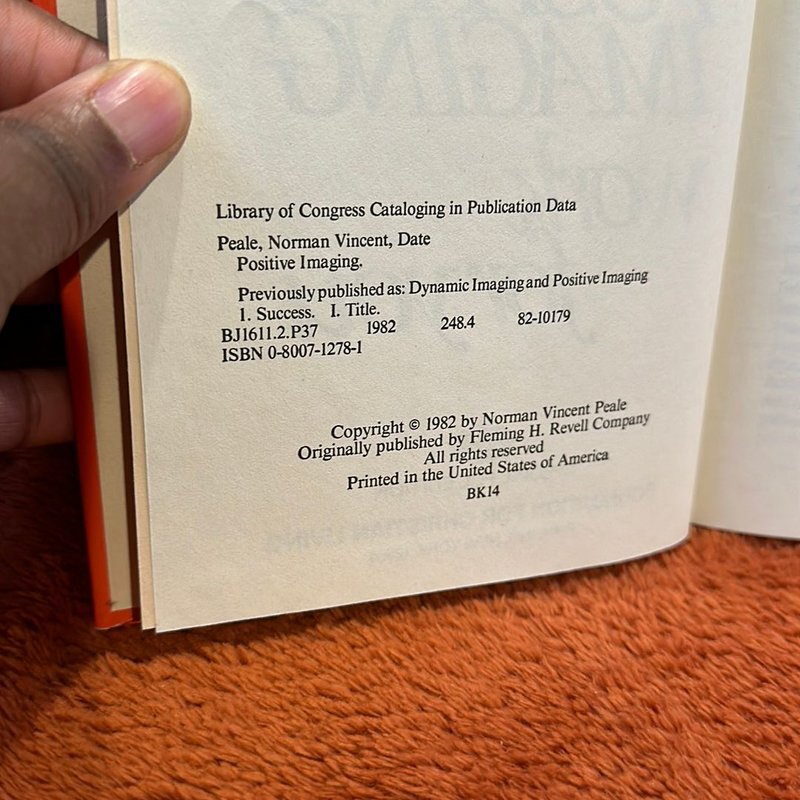 Library of Congress Cataloging in Publication Data
Peale, Norman Vincent, Date
Positive Imaging.
Previously published as: Dynamic Imaging and Positive Imaging
1. Success. I. Title.
BJ1611.2.P37 1982 248.4 82-10179
ISBN 0-8007-1278-1
Copyright © 1982 by Norman Vincent Peale
Originally published by Fleming H. Revell Company
All rights reserved
Printed in the United States of America
BK14